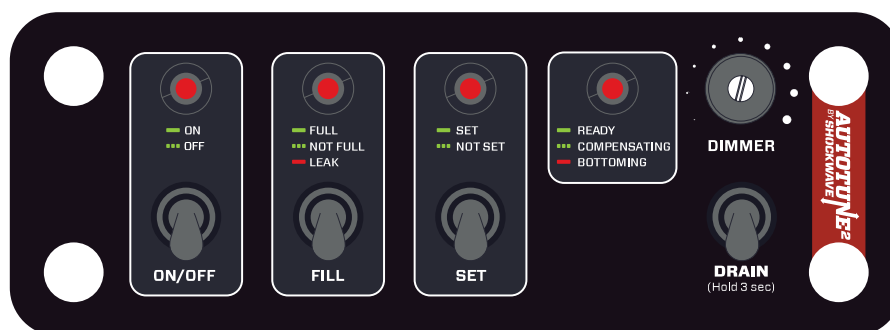 ON
OFF
ON/OFF
FULL
NOT FULL
LEAK
FILL
SET
NOT SET
SET
READY
COMPENSATING
BOTTOMING
DIMMER
DRAIN
(Hold 3 sec)
AUTOTUNE²
BY SHOCKWAVE